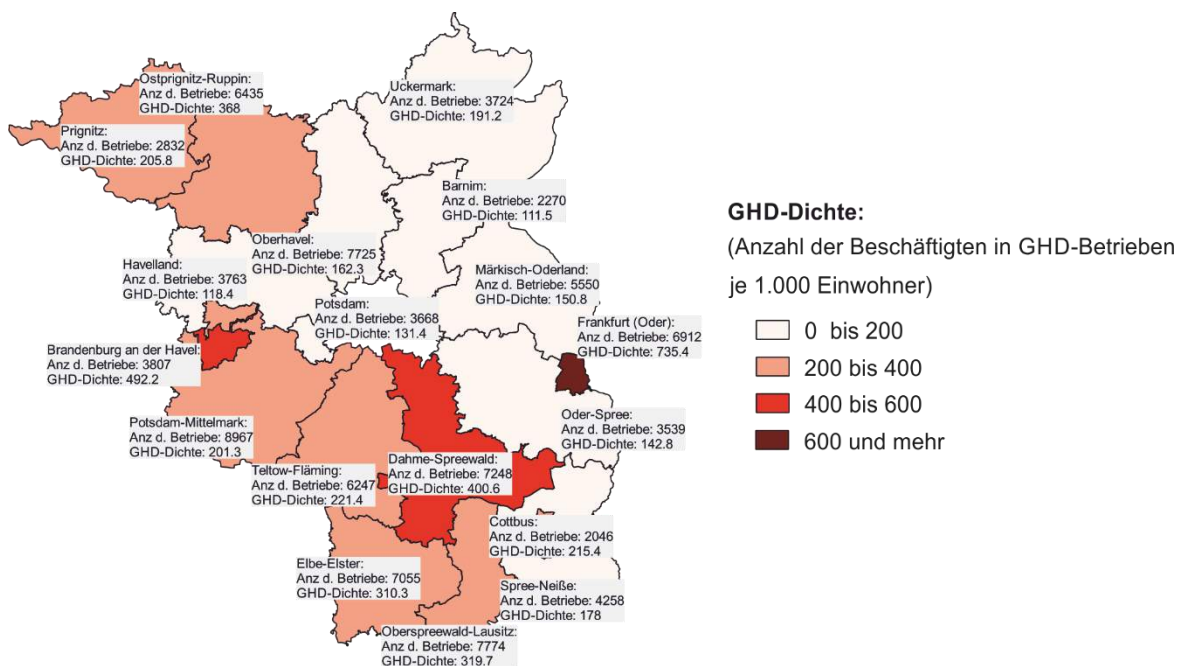 Ostprignitz-Ruppin:
Anz d. Betriebe: 6435
GHD-Dichte: 368
Uckermark:
Anz d. Betriebe: 3724
GHD-Dichte: 191.2
Prignitz:
Anz d. Betriebe: 2832
GHD-Dichte: 205.8
Barnim:
Anz d. Betriebe: 2270
GHD-Dichte: 111.5
Oberhavel:
Anz d. Betriebe: 7725
GHD-Dichte: 162.3
Havelland:
Anz d. Betriebe: 3763
GHD-Dichte: 118.4
Märkisch-Oderland:
Anz d. Betriebe: 5550
GHD-Dichte: 150.8
Potsdam:
Anz d. Betriebe: 3668
GHD-Dichte: 131.4
Frankfurt (Oder):
Anz d. Betriebe: 6912
GHD-Dichte: 735.4
Brandenburg an der Havel:
Anz d. Betriebe: 3807
GHD-Dichte: 492.2
Potsdam-Mittelmark:
Anz d. Betriebe: 8967
GHD-Dichte: 201.3
Oder-Spree:
Anz d. Betriebe: 3539
GHD-Dichte: 142.8
Teltow-Fläming:
Anz d. Betriebe: 6247
GHD-Dichte: 221.4
Dahme-Spreewald:
Anz d. Betriebe: 7248
GHD-Dichte: 400.6
Cottbus:
Anz d. Betriebe: 2046
GHD-Dichte: 215.4
Elbe-Elster:
Anz d. Betriebe: 7055
GHD-Dichte: 310.3
Spree-Neiße:
Anz d. Betriebe: 4258
GHD-Dichte: 178
Oberspreewald-Lausitz:
Anz d. Betriebe: 7774
GHD-Dichte: 319.7
GHD-Dichte:
(Anzahl der Beschäftigten in GHD-Betrieben
je 1.000 Einwohner)
0 bis 200
200 bis 400
400 bis 600
600 und mehr